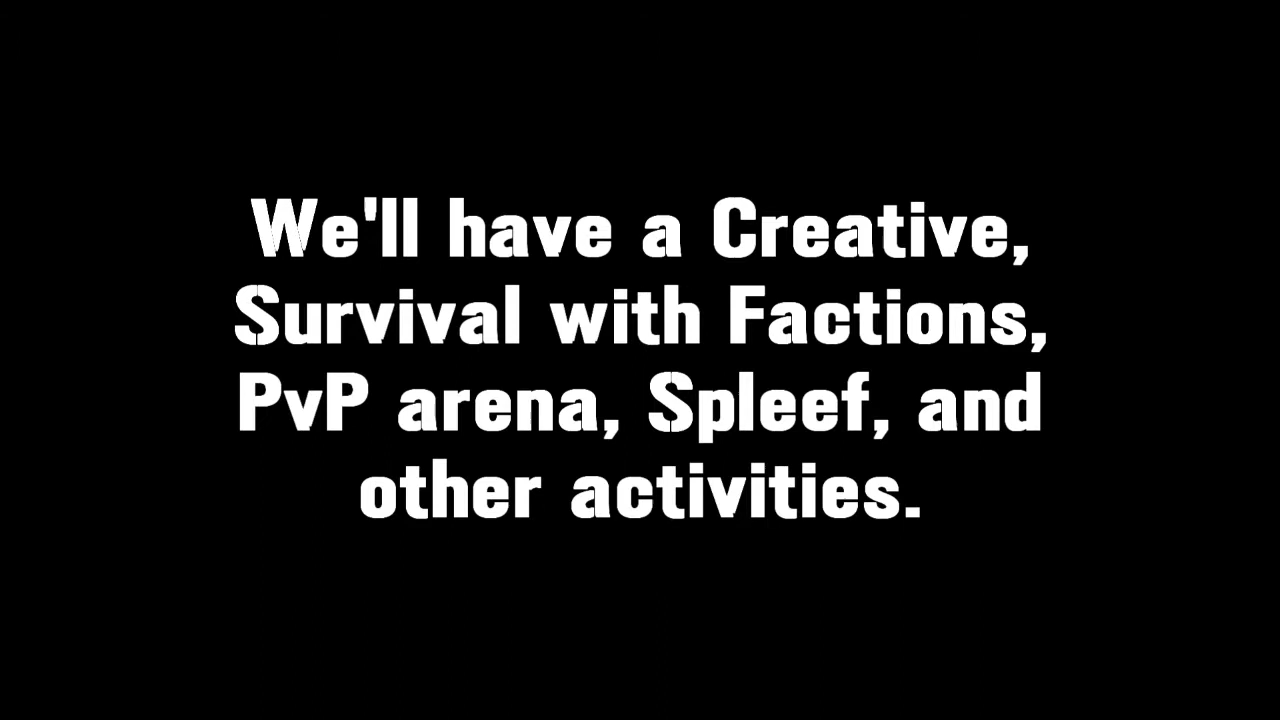 We'll have a Creative,
Survival with Factions,
PvP arena, Spleef, and
other activities.